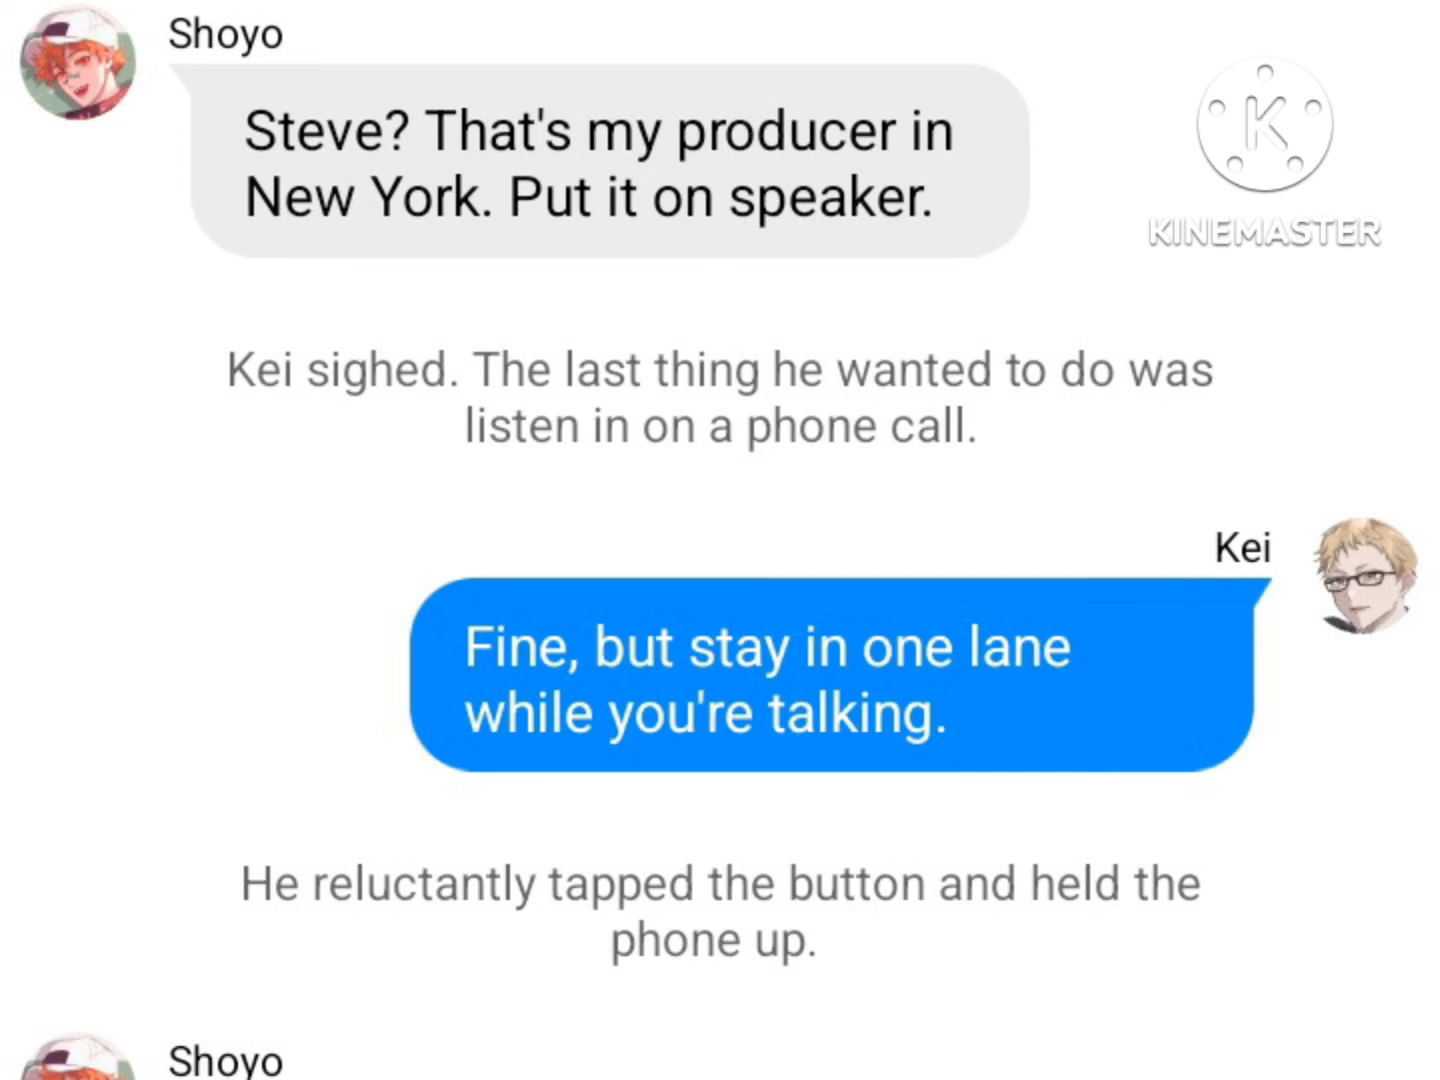 Shoyo
Steve? That's my producer in
New York. Put it on speaker.
K
KINEMASTER
Kei sighed. The last thing he wanted to do was
listen in on a phone call.
Kei
Fine, but stay in one lane
while you're talking.
He reluctantly tapped the button and held the
phone up.
Shoyo